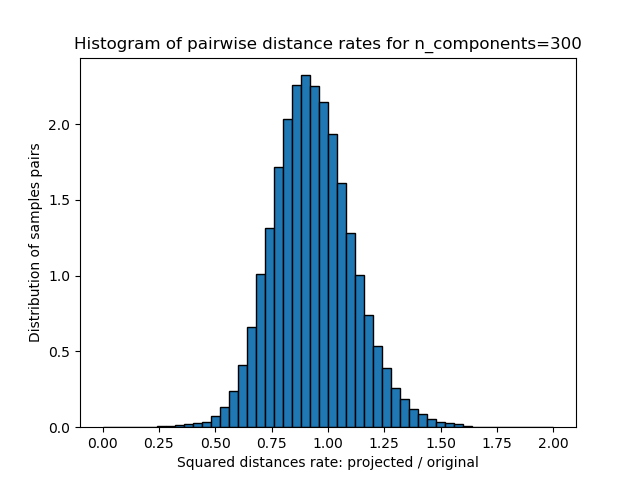 Histogram of pairwise distance rates for n_components=300
Distribution of samples pairs
2.0
1.5
1.0
0.5
0.0
0.00 0.25 0.50 0.75 1.00 1.25 1.50 1.75 2.00
Squared distances rate: projected / original